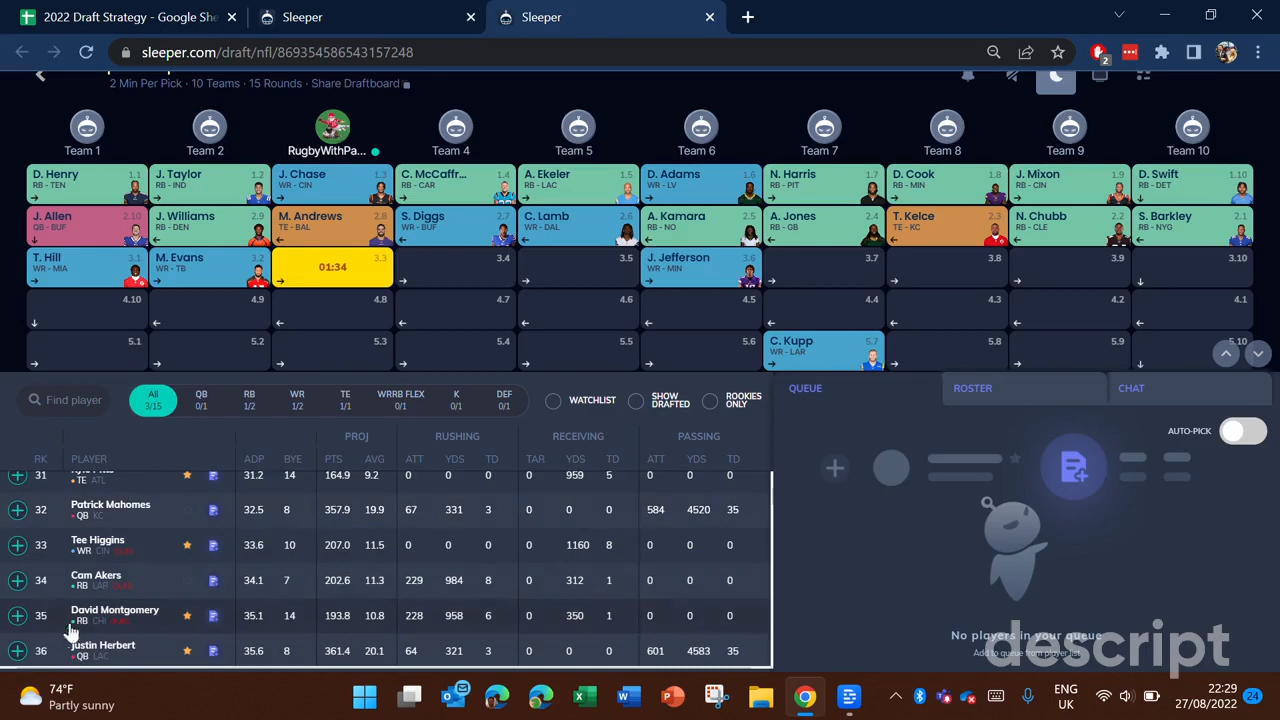 2022 Draft Strategy - Google She
Sleeper
Sleeper
sleeper.com/draft/nfl/869354586543157248
2
2 Min Per Pick • 10 Teams • 15 Rounds • Share Draftboard
Team 1 Team 2 RugbyWithPa... Team 4 Team 5 Team 6 Team 7 Team 8 Team 9 Team 10
D. Henry 1.1 J. Taylor 1.2 J. Chase 1.3 C. McCaffr... 1.4 A. Ekeler 1.5 D. Adams 1.6 N. Harris 1.7 D. Cook 1.8 J. Mixon 1.9 D. Swift 1.10
RB - TEN RB - IND WR - CIN RB - CAR RB - LAC WR - LV RB - PIT RB - MIN RB - CIN RB - DET
J. Allen 2.10 J. Williams 2.9 M. Andrews 2.8 S. Diggs 2.7 C. Lamb 2.6 A. Kamara 2.5 A. Jones 2.4 T. Kelce 2.3 N. Chubb 2.2 S. Barkley 2.1
QB - BUF RB - DEN TE - BAL WR - BUF WR - DAL RB - NO RB - GB TE - KC RB - CLE RB - NYG
T. Hill 3.1 M. Evans 3.2 3.3 3.4 3.5 J. Jefferson 3.6 3.7 3.8 3.9 3.10
WR - MIA WR - TB 01:34 WR - MIN
4.10 4.9 4.8 4.7 4.6 4.5 4.4 4.3 4.2 4.1
5.1 5.2 5.3 5.4 5.5 5.6 C. Kupp 5.7 5.8 5.9 5.10
WR - LAR
Find player
All QB RB WR TE WRRB FLEX K DEF
3/15 0/1 1/2 1/2 1/1 0/1 0/1 0/1
WATCHLIST
SHOW DRAFTED
ROOKIES ONLY
QUEUE ROSTER CHAT
AUTO-PICK
PROJ RUSHING RECEIVING PASSING
RK PLAYER ADP BYE PTS AVG ATT YDS TD TAR YDS TD ATT YDS TD
31 31.2 14 164.9 9.2 0 0 0 0 959 5 0 0 0
TE ATL
32 Patrick Mahomes 32.5 8 357.9 19.9 67 331 3 0 0 0 584 4520 35
QB KC
33 Tee Higgins 33.6 10 207.0 11.5 0 0 0 0 1160 8 0 0 0
WR CIN
34 Cam Akers 34.1 7 202.6 11.3 229 984 8 0 312 1 0 0 0
RB LAR
35 David Montgomery 35.1 14 193.8 10.8 228 958 6 0 350 1 0 0 0
RB CHI
36 Justin Herbert 35.6 8 361.4 20.1 64 321 3 0 0 0 601 4583 35
QB LAC
No players in your queue
Add to queue from player list
descript
74°F
Partly sunny
ENG
UK
22:29
27/08/2022
24